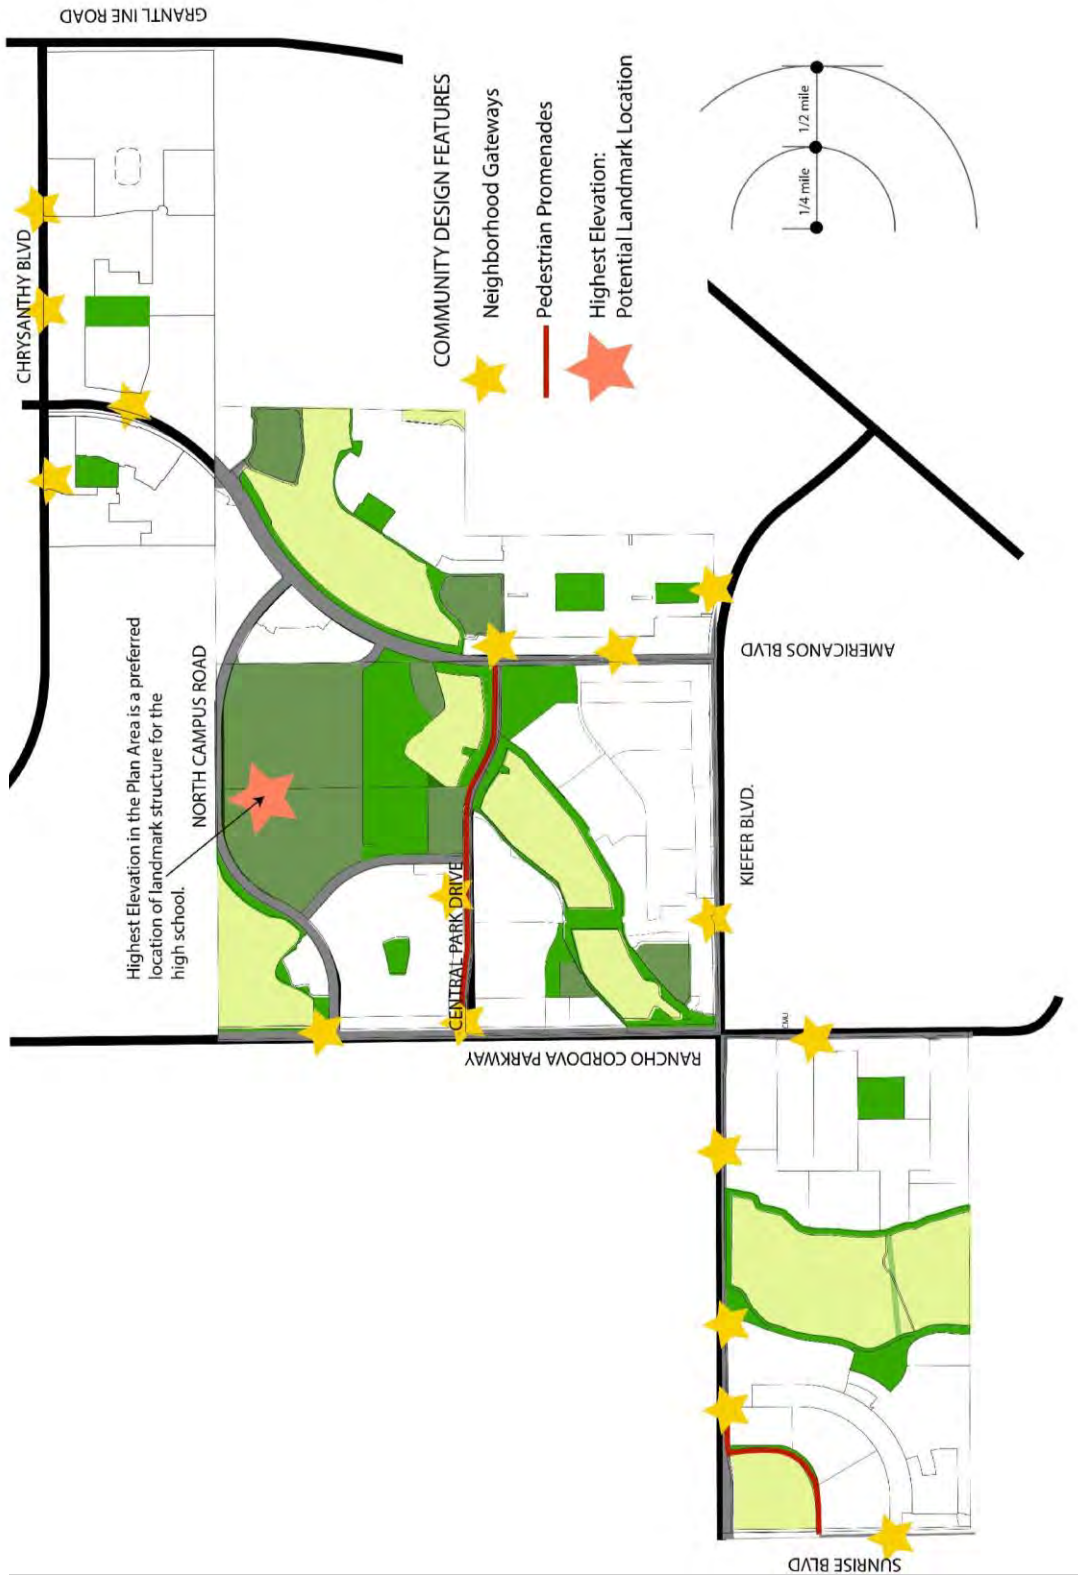 GRANTLINE ROAD
CHRYSANTHY BLVD
COMMUNITY DESIGN FEATURES
Neighborhood Gateways
Pedestrian Promenades
Highest Elevation:
Potential Landmark Location
1/4 mile
1/2 mile
Highest Elevation in the Plan Area is a preferred
location of landmark structure for the
high school.
NORTH CAMPUS ROAD
CENTRAL PARK DRIVE
AMERICANOS BLVD
KIEFER BLVD.
RANCHO CORDOVA PARKWAY
SUNRISE BLVD